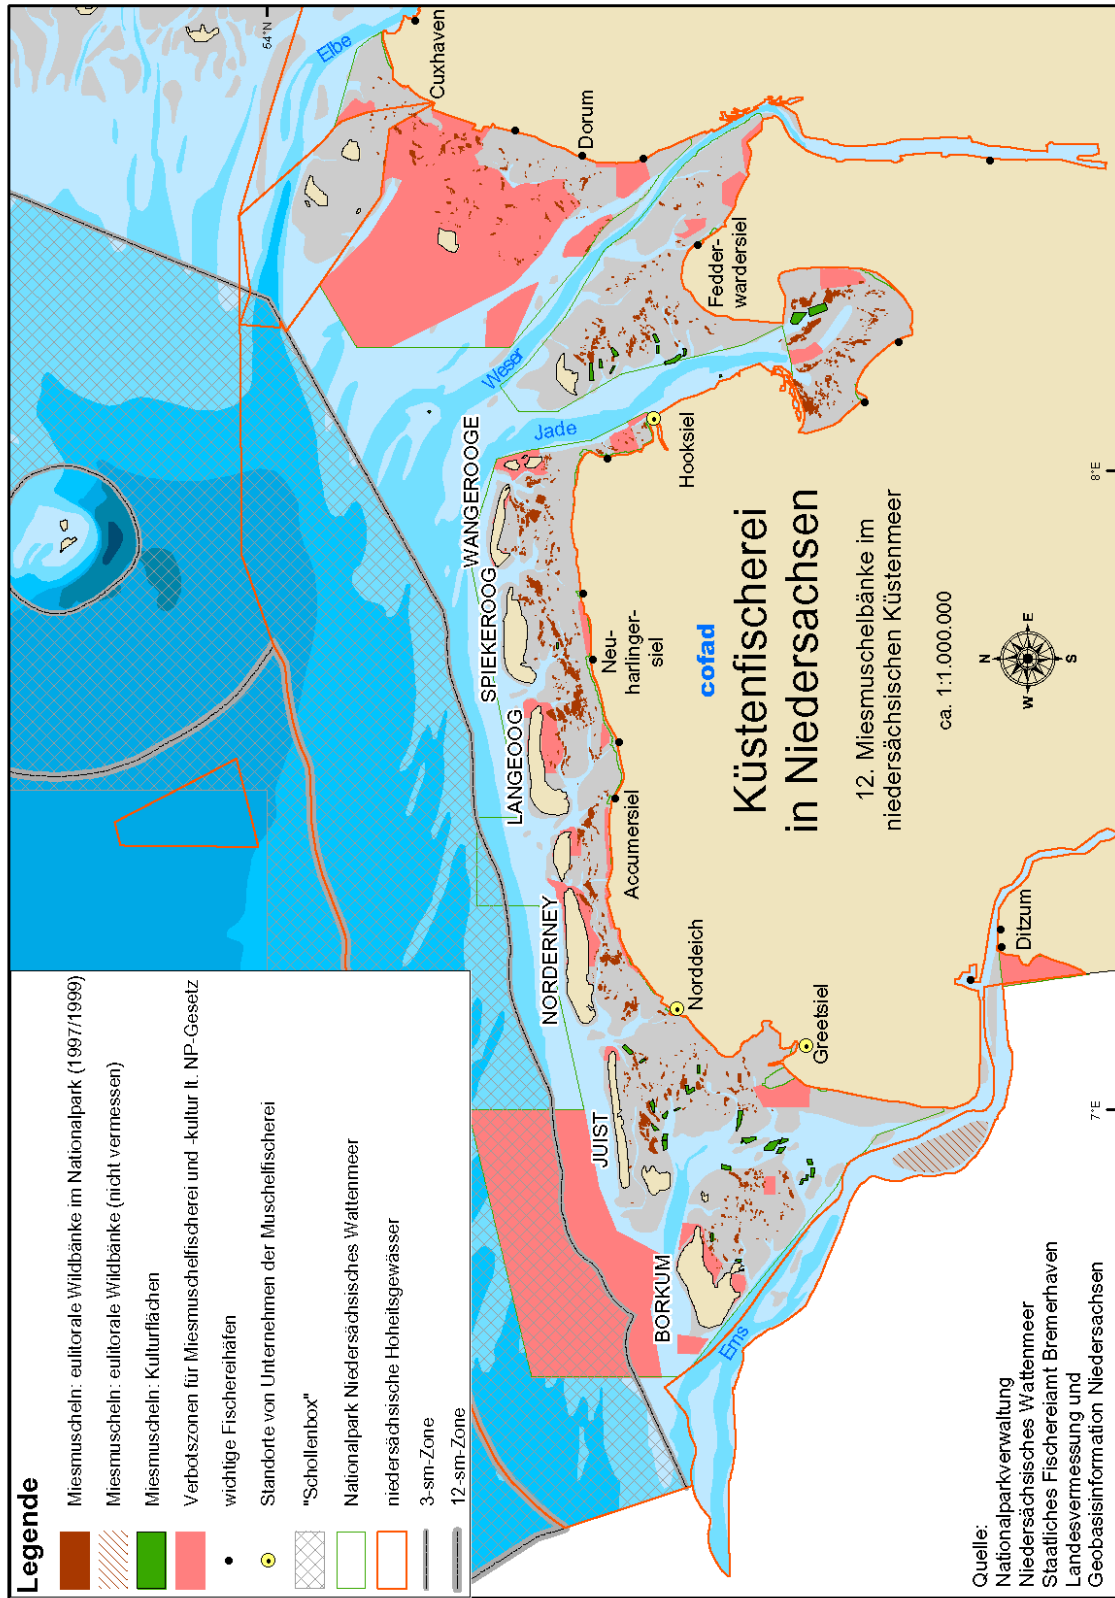 Legende
Miesmuscheln: eulitorale Wildbänke im Nationalpark (1997/1999)
Miesmuscheln: eulitorale Wildbänke (nicht vermessen)
Miesmuscheln: Kulturflächen
Verbotszonen für Miesmuschelfischerei und -kultur lt. NP-Gesetz
wichtige Fischereihäfen
Standorte von Unternehmen der Muschelfischerei
"Schollenbox"
Nationalpark Niedersächsisches Wattenmeer
niedersächsische Hoheitsgewässer
3-sm-Zone
12-sm-Zone
54°N
Elbe
Cuxhaven
Dorum
Weser
Fedder-
wardersiel
Jade
Hooksiel
WANGEROOGE
SPIEKEROOG
LANGEOOG
NORDERNEY
JUIST
BORKUM
Neu-
harlinger-
siel
Accumersiel
Norddeich
Greetsiel
Ems
Ditzum
cofad
Küstenfischerei
in Niedersachsen
12. Miesmuschelbänke im
niedersächsischen Küstenmeer
ca. 1:1.000.000
N
W
E
S
7°E
8°E
Quelle:
Nationalparkverwaltung
Niedersächsisches Wattenmeer
Staatliches Fischereiamt Bremerhaven
Landesvermessung und
Geobasisinformation Niedersachsen